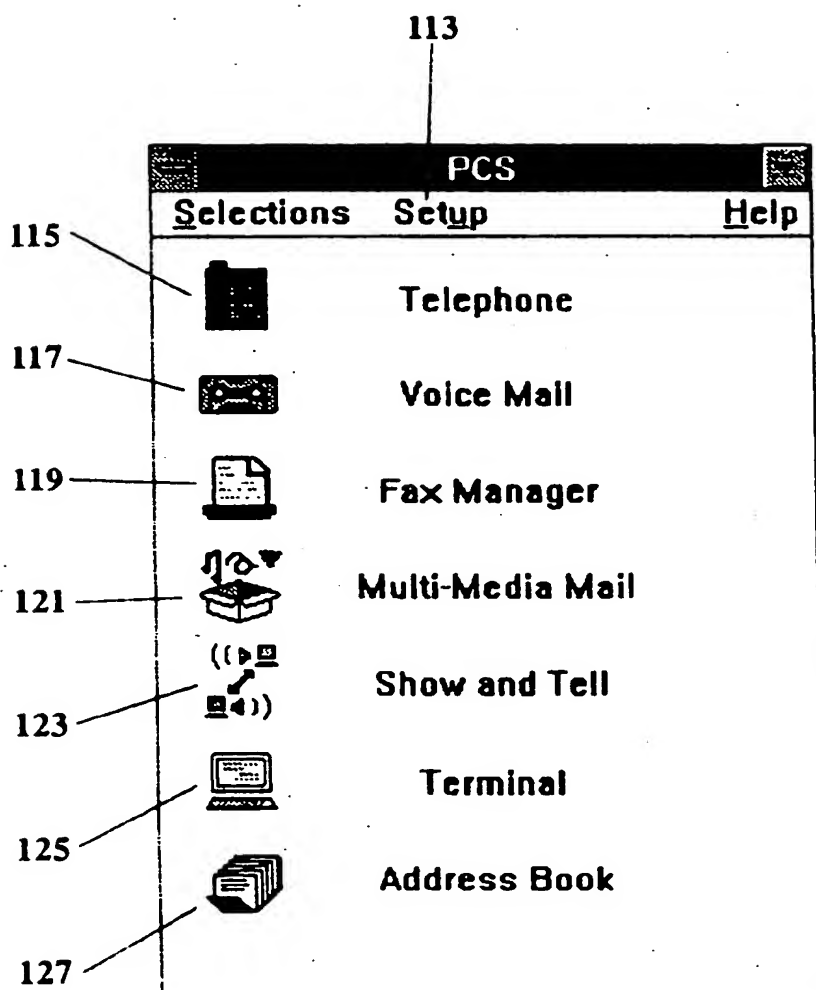 113
PCS
Selections Setup Help
115
Telephone
117
Voice Mail
119
Fax Manager
121
Multi-Media Mail
123
Show and Tell
125
Terminal
127
Address Book